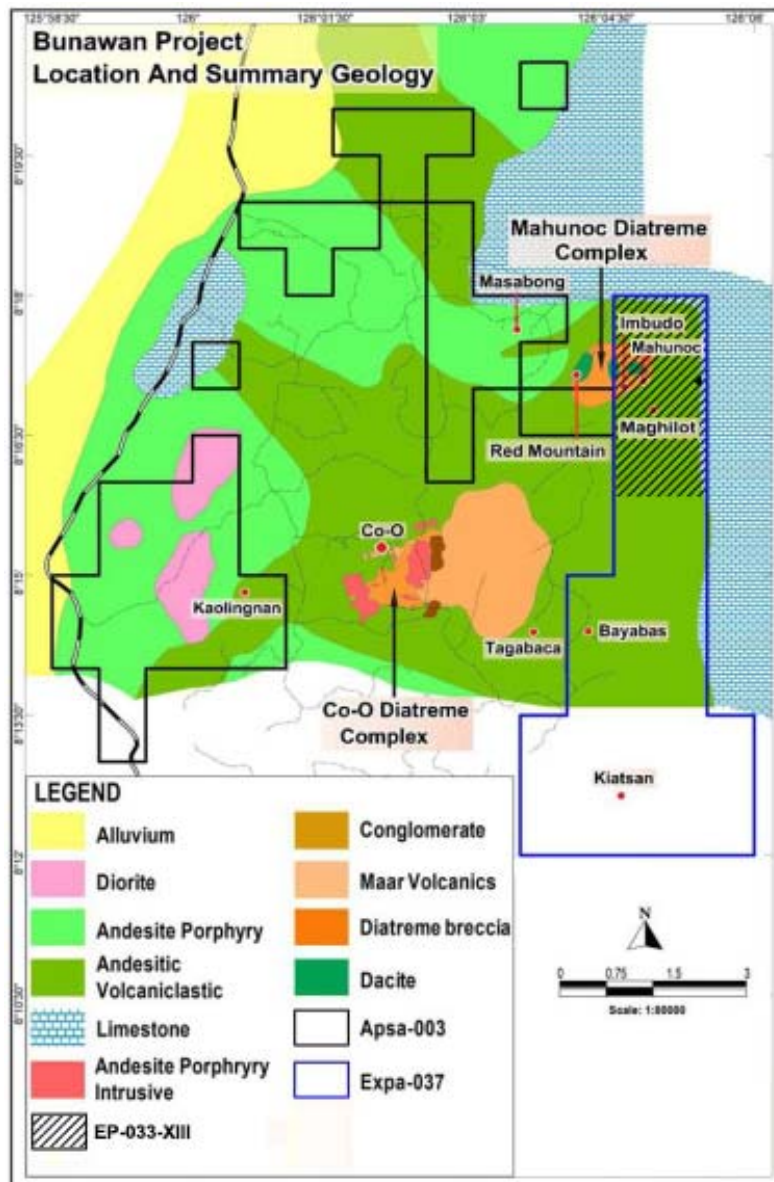 125°58'30"
126°
126°01'30"
126°03'
126°04'30"
126°06'
Bunawan Project
Location And Summary Geology
8°19'30"
Mahunoc Diatreme
Complex
Masabong
8°18'
Imbudo
Mahunoc
Maghilot
8°16'30"
Red Mountain
Co-O
8°15'
Kaolingnan
Tagabaca
Bayabas
8°13'30"
Co-O Diatreme
Complex
Kiatsan
LEGEND
Alluvium
Diorite
Andesite Porphyry
Andesitic
Volcaniclastic
Limestone
Andesite Porphryry
Intrusive
EP-033-XIII
Conglomerate
Maar Volcanics
Diatreme breccia
Dacite
Apsa-003
Expa-037
8°12'
8°10'30"
N
0 0.75 1.5 3
Scale: 1:80000